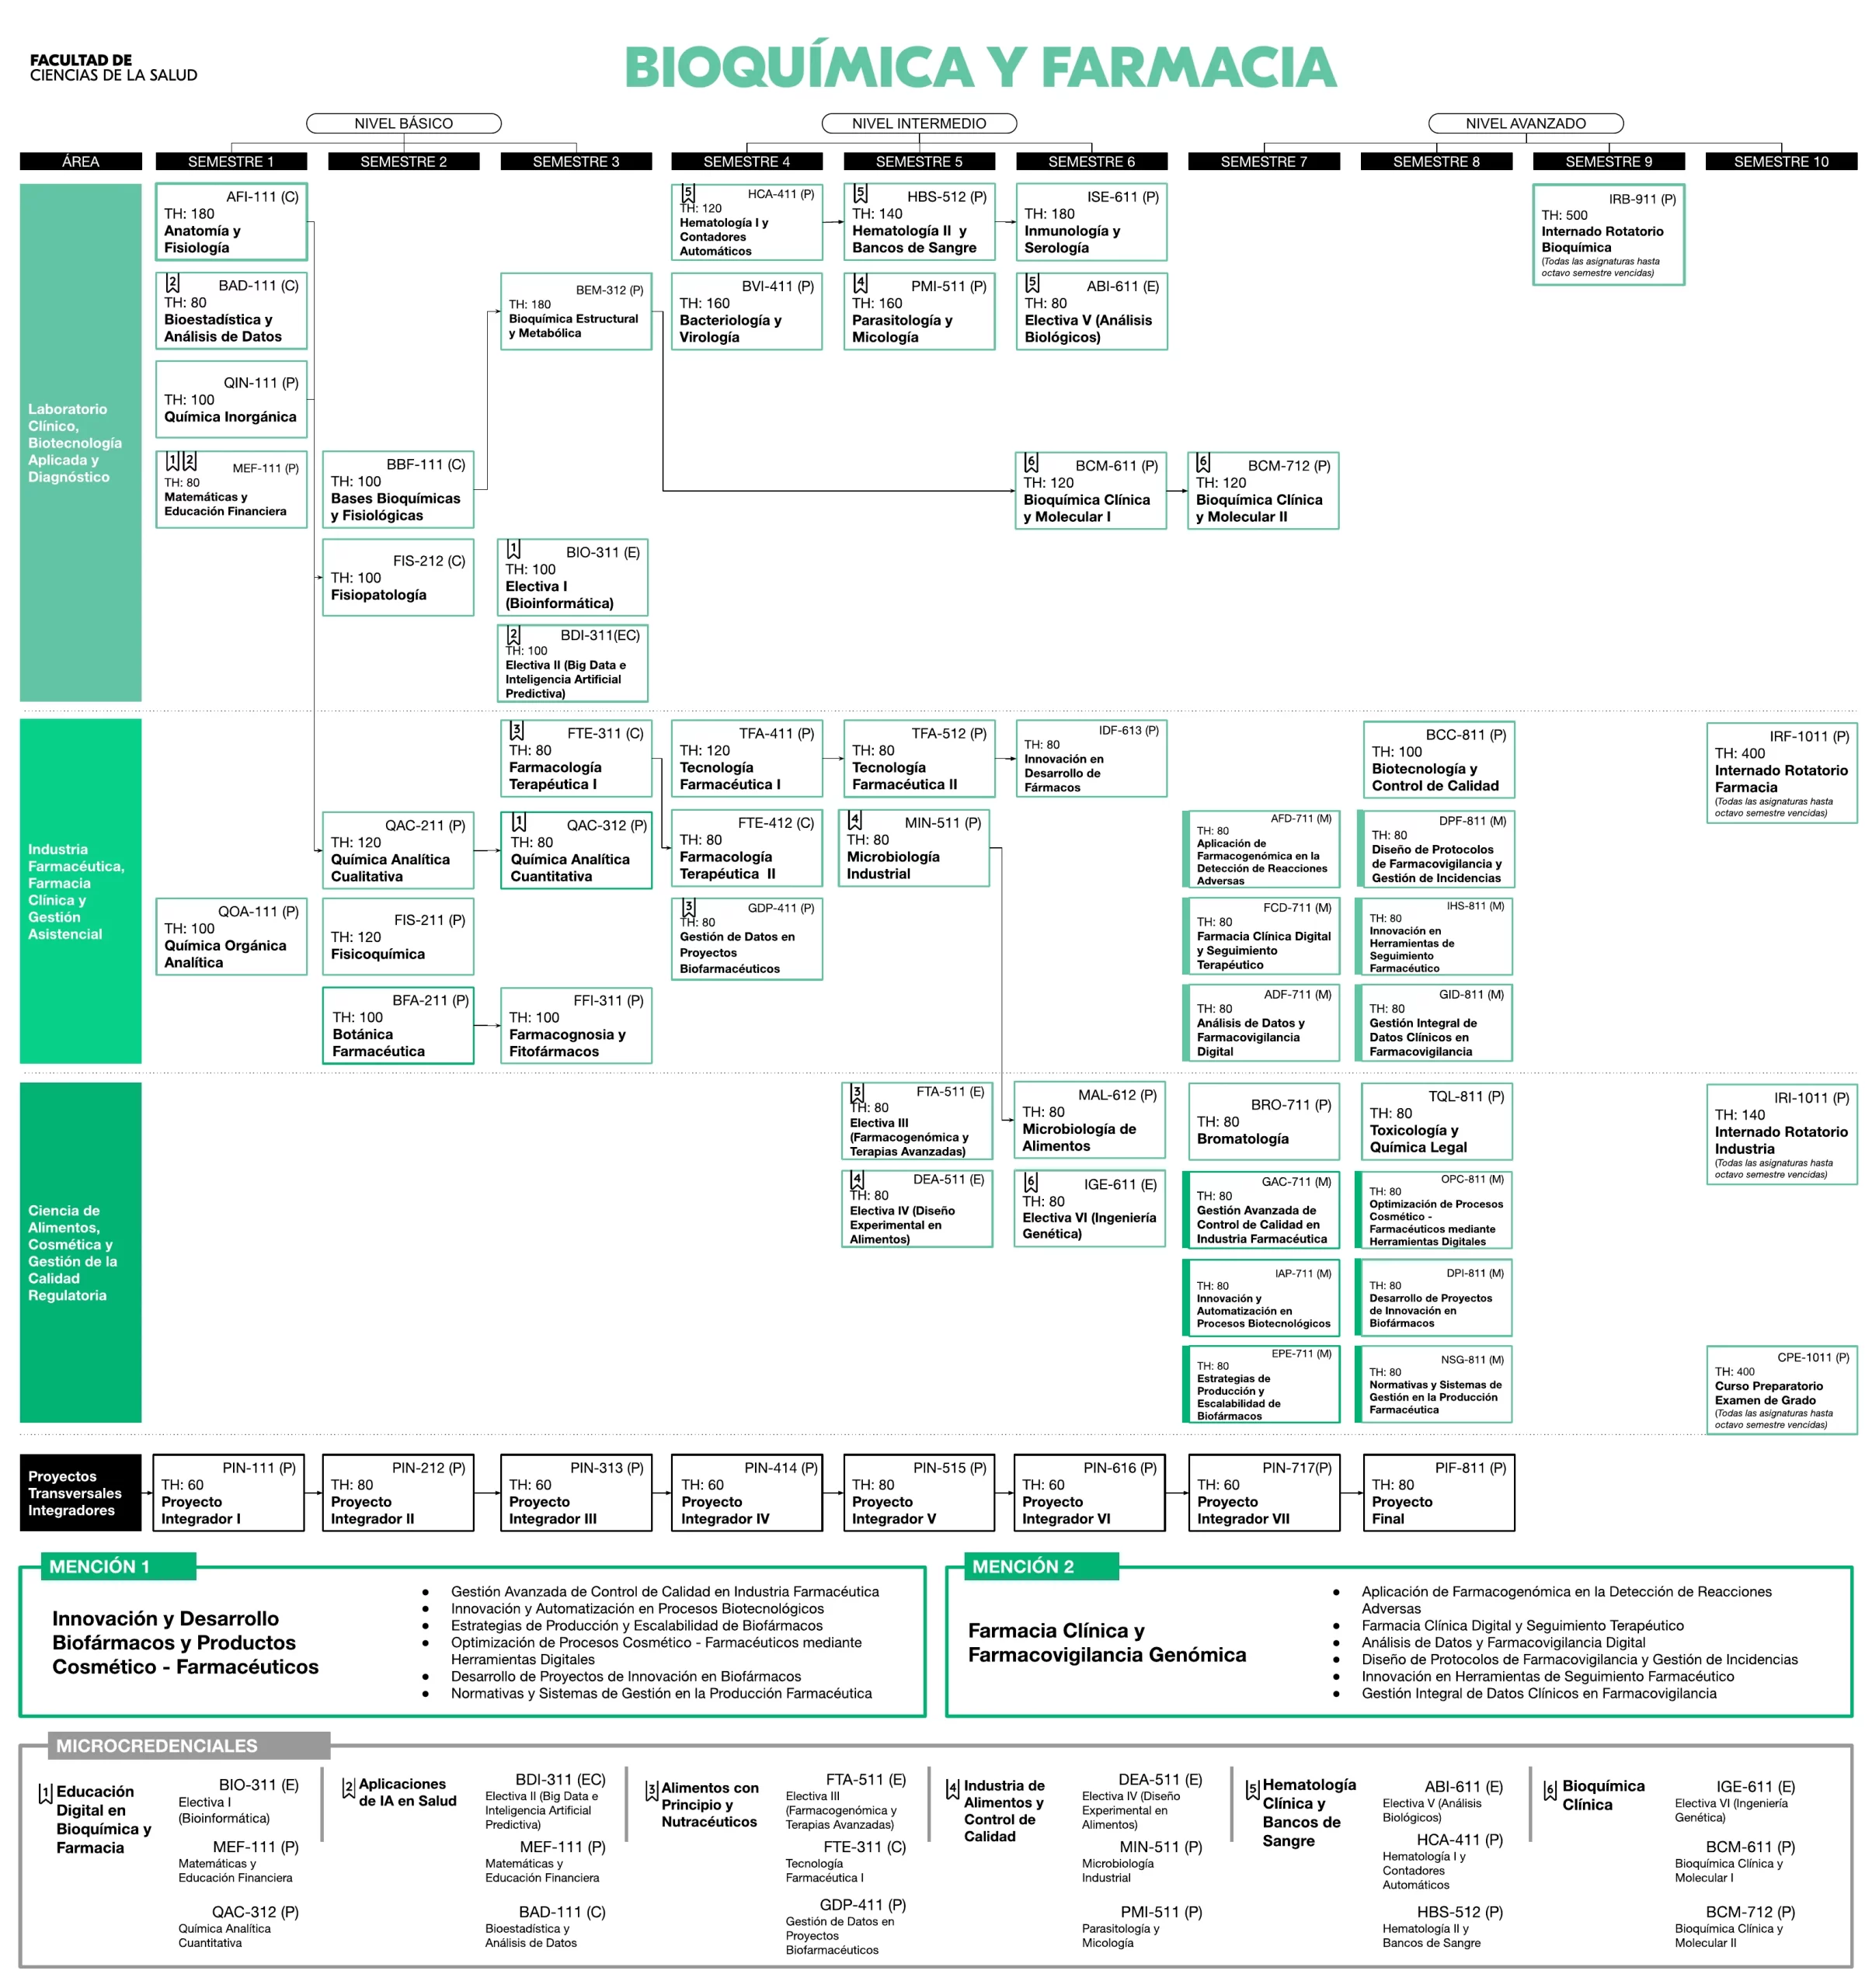 FACULTAD DE
CIENCIAS DE LA SALUD
BIOQUÍMICA Y FARMACIA
NIVEL BÁSICO
NIVEL INTERMEDIO
NIVEL AVANZADO
ÁREA
SEMESTRE 1
SEMESTRE 2
SEMESTRE 3
SEMESTRE 4
SEMESTRE 5
SEMESTRE 6
SEMESTRE 7
SEMESTRE 8
SEMESTRE 9
SEMESTRE 10
Laboratorio
Clínico,
Biotecnología
Aplicada y
Diagnóstico
AFI-111 (C)
TH: 180
Anatomía y
Fisiología
2
BAD-111 (C)
TH: 80
Bioestadística y
Análisis de Datos
QIN-111 (P)
TH: 100
Química Inorgánica
1 2
MEF-111 (P)
TH: 80
Matemáticas y
Educación Financiera
BBF-111 (C)
TH: 100
Bases Bioquímicas
y Fisiológicas
FIS-212 (C)
TH: 100
Fisiopatología
BEM-312 (P)
TH: 180
Bioquímica Estructural
y Metabólica
1
BIO-311 (E)
TH: 100
Electiva I
(Bioinformática)
2
BDI-311(EC)
TH: 100
Electiva II (Big Data e
Inteligencia Artificial
Predictiva)
5
HCA-411 (P)
TH: 120
Hematología I y
Contadores
Automáticos
BVI-411 (P)
TH: 160
Bacteriología y
Virología
5
HBS-512 (P)
TH: 140
Hematología II y
Bancos de Sangre
4
PMI-511 (P)
TH: 160
Parasitología y
Micología
ISE-611 (P)
TH: 180
Inmunología y
Serología
5
ABI-611 (E)
TH: 80
Electiva V (Análisis
Biológicos)
6
BCM-611 (P)
TH: 120
Bioquímica Clínica
y Molecular I
6
BCM-712 (P)
TH: 120
Bioquímica Clínica
y Molecular II
IRB-911 (P)
TH: 500
Internado Rotatorio
Bioquímica
(Todas las asignaturas hasta
octavo semestre vencidas)
Industria
Farmacéutica,
Farmacia
Clínica y
Gestión
Asistencial
QOA-111 (P)
TH: 100
Química Orgánica
Analítica
QAC-211 (P)
TH: 120
Química Analítica
Cualitativa
FIS-211 (P)
TH: 120
Fisicoquímica
BFA-211 (P)
TH: 100
Botánica
Farmacéutica
3
FTE-311 (C)
TH: 80
Farmacología
Terapéutica I
1
QAC-312 (P)
TH: 80
Química Analítica
Cuantitativa
FFI-311 (P)
TH: 100
Farmacognosia y
Fitofármacos
TFA-411 (P)
TH: 120
Tecnología
Farmacéutica I
FTE-412 (C)
TH: 80
Farmacología
Terapéutica II
3
GDP-411 (P)
TH: 80
Gestión de Datos en
Proyectos
Biofarmacéuticos
TFA-512 (P)
TH: 80
Tecnología
Farmacéutica II
4
MIN-511 (P)
TH: 80
Microbiología
Industrial
IDF-613 (P)
TH: 80
Innovación en
Desarrollo de
Fármacos
AFD-711 (M)
TH: 80
Aplicación de
Farmacogenómica en la
Detección de Reacciones
Adversas
FCD-711 (M)
TH: 80
Farmacia Clínica Digital
y Seguimiento
Terapéutico
ADF-711 (M)
TH: 80
Análisis de Datos y
Farmacovigilancia
Digital
BCC-811 (P)
TH: 100
Biotecnología y
Control de Calidad
DPF-811 (M)
TH: 80
Diseño de Protocolos
de Farmacovigilancia y
Gestión de Incidencias
IHS-811 (M)
TH: 80
Innovación en
Herramientas de
Seguimiento
Farmacéutico
GID-811 (M)
TH: 80
Gestión Integral de
Datos Clínicos en
Farmacovigilancia
IRF-1011 (P)
TH: 400
Internado Rotatorio
Farmacia
(Todas las asignaturas hasta
octavo semestre vencidas)
Ciencia de
Alimentos,
Cosmética y
Gestión de la
Calidad
Regulatoria
3
FTA-511 (E)
TH: 80
Electiva III
(Farmacogenómica y
Terapias Avanzadas)
4
DEA-511 (E)
TH: 80
Electiva IV (Diseño
Experimental en
Alimentos)
MAL-612 (P)
TH: 80
Microbiología de
Alimentos
6
IGE-611 (E)
TH: 80
Electiva VI (Ingeniería
Genética)
BRO-711 (P)
TH: 80
Bromatología
GAC-711 (M)
TH: 80
Gestión Avanzada de
Control de Calidad en
Industria Farmacéutica
IAP-711 (M)
TH: 80
Innovación y
Automatización en
Procesos Biotecnológicos
EPE-711 (M)
TH: 80
Estrategias de
Producción y
Escalabilidad de
Biofármacos
TQL-811 (P)
TH: 80
Toxicología y
Química Legal
OPC-811 (M)
TH: 80
Optimización de Procesos
Cosmético -
Farmacéuticos mediante
Herramientas Digitales
DPI-811 (M)
TH: 80
Desarrollo de Proyectos
de Innovación en
Biofármacos
NSG-811 (M)
TH: 80
Normativas y Sistemas de
Gestión en la Producción
Farmacéutica
IRI-1011 (P)
TH: 140
Internado Rotatorio
Industria
(Todas las asignaturas hasta
octavo semestre vencidas)
CPE-1011 (P)
TH: 400
Curso Preparatorio
Examen de Grado
(Todas las asignaturas hasta
octavo semestre vencidas)
Proyectos
Transversales
Integradores
PIN-111 (P)
TH: 60
Proyecto
Integrador I
PIN-212 (P)
TH: 80
Proyecto
Integrador II
PIN-313 (P)
TH: 60
Proyecto
Integrador III
PIN-414 (P)
TH: 60
Proyecto
Integrador IV
PIN-515 (P)
TH: 80
Proyecto
Integrador V
PIN-616 (P)
TH: 60
Proyecto
Integrador VI
PIN-717(P)
TH: 60
Proyecto
Integrador VII
PIF-811 (P)
TH: 80
Proyecto
Final
MENCIÓN 1
Innovación y Desarrollo
Biofármacos y Productos
Cosmético - Farmacéuticos
● Gestión Avanzada de Control de Calidad en Industria Farmacéutica
● Innovación y Automatización en Procesos Biotecnológicos
● Estrategias de Producción y Escalabilidad de Biofármacos
● Optimización de Procesos Cosmético - Farmacéuticos mediante
Herramientas Digitales
● Desarrollo de Proyectos de Innovación en Biofármacos
● Normativas y Sistemas de Gestión en la Producción Farmacéutica
MENCIÓN 2
Farmacia Clínica y
Farmacovigilancia Genómica
● Aplicación de Farmacogenómica en la Detección de Reacciones
Adversas
● Farmacia Clínica Digital y Seguimiento Terapéutico
● Análisis de Datos y Farmacovigilancia Digital
● Diseño de Protocolos de Farmacovigilancia y Gestión de Incidencias
● Innovación en Herramientas de Seguimiento Farmacéutico
● Gestión Integral de Datos Clínicos en Farmacovigilancia
MICROCREDENCIALES
1
Educación
Digital en
Bioquímica y
Farmacia
BIO-311 (E)
Electiva I
(Bioinformática)
MEF-111 (P)
Matemáticas y
Educación Financiera
QAC-312 (P)
Química Analítica
Cuantitativa
2
Aplicaciones
de IA en Salud
BDI-311 (EC)
Electiva II (Big Data e
Inteligencia Artificial
Predictiva)
MEF-111 (P)
Matemáticas y
Educación Financiera
BAD-111 (C)
Bioestadística y
Análisis de Datos
3
Alimentos con
Principio y
Nutracéuticos
FTA-511 (E)
Electiva III
(Farmacogenómica y
Terapias Avanzadas)
FTE-311 (C)
Tecnología
Farmacéutica I
GDP-411 (P)
Gestión de Datos en
Proyectos
Biofarmacéuticos
4
Industria de
Alimentos y
Control de
Calidad
DEA-511 (E)
Electiva IV (Diseño
Experimental en
Alimentos)
MIN-511 (P)
Microbiología
Industrial
PMI-511 (P)
Parasitología y
Micología
5
Hematología
Clínica y
Bancos de
Sangre
ABI-611 (E)
Electiva V (Análisis
Biológicos)
HCA-411 (P)
Hematología I y
Contadores
Automáticos
HBS-512 (P)
Hematología II y
Bancos de Sangre
6
Bioquímica
Clínica
IGE-611 (E)
Electiva VI (Ingeniería
Genética)
BCM-611 (P)
Bioquímica Clínica y
Molecular I
BCM-712 (P)
Bioquímica Clínica y
Molecular II